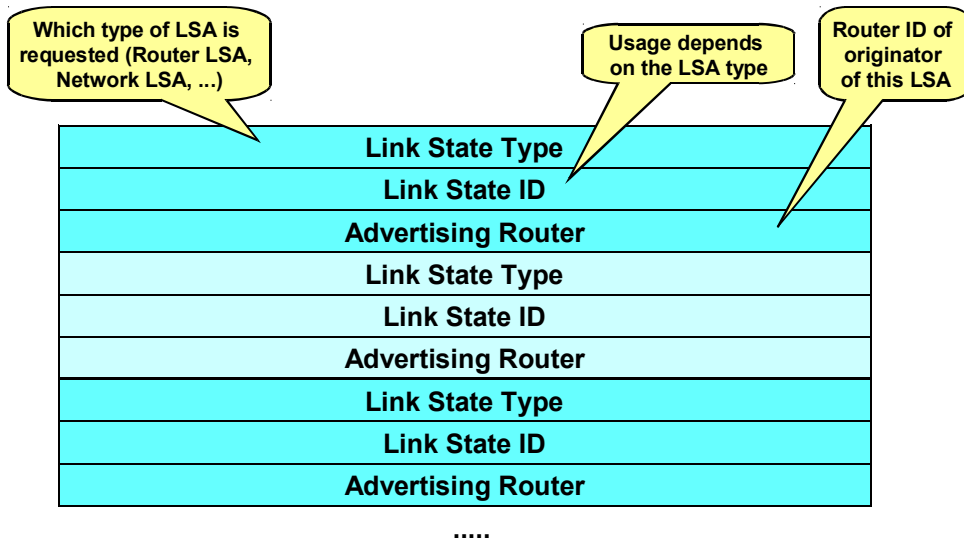 Which type of LSA is
requested (Router LSA,
Network LSA, ...)
Usage depends
on the LSA type
Router ID of
originator
of this LSA
Link State Type
Link State ID
Advertising Router
Link State Type
Link State ID
Advertising Router
Link State Type
Link State ID
Advertising Router
.....